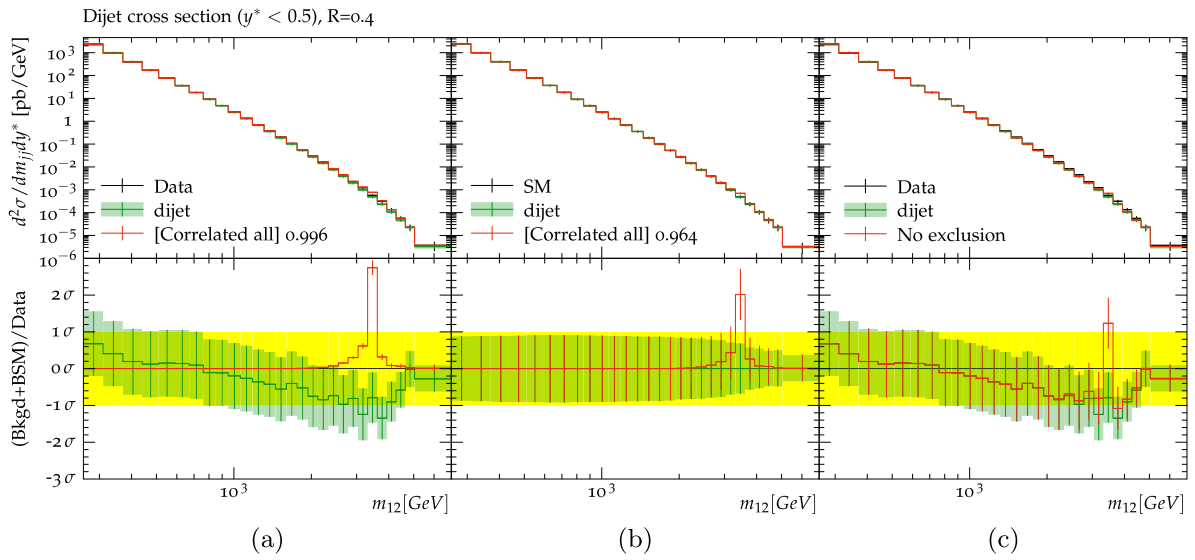 Dijet cross section (y* < 0.5), R=0.4
d²σ/dm_jj dy* [pb/GeV]
10³
10²
10¹
1
10⁻¹
10⁻²
10⁻³
10⁻⁴
10⁻⁵
10⁻⁶
Data
dijet
[Correlated all] 0.996
SM
dijet
[Correlated all] 0.964
Data
dijet
No exclusion
(Bkgd+BSM)/Data
2σ
1σ
0σ
-1σ
-2σ
-3σ
10³
m₁₂[GeV]
10³
m₁₂[GeV]
10³
m₁₂[GeV]
(a)
(b)
(c)